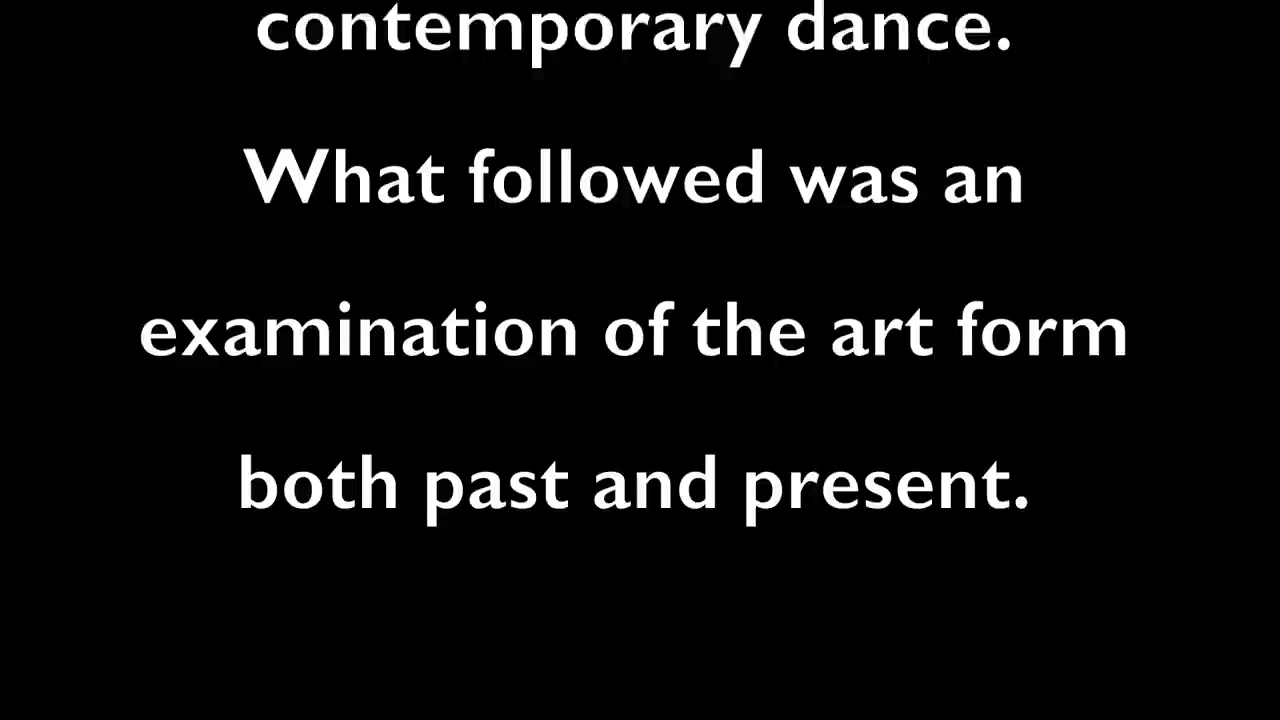 contemporary dance.
What followed was an
examination of the art form
both past and present.